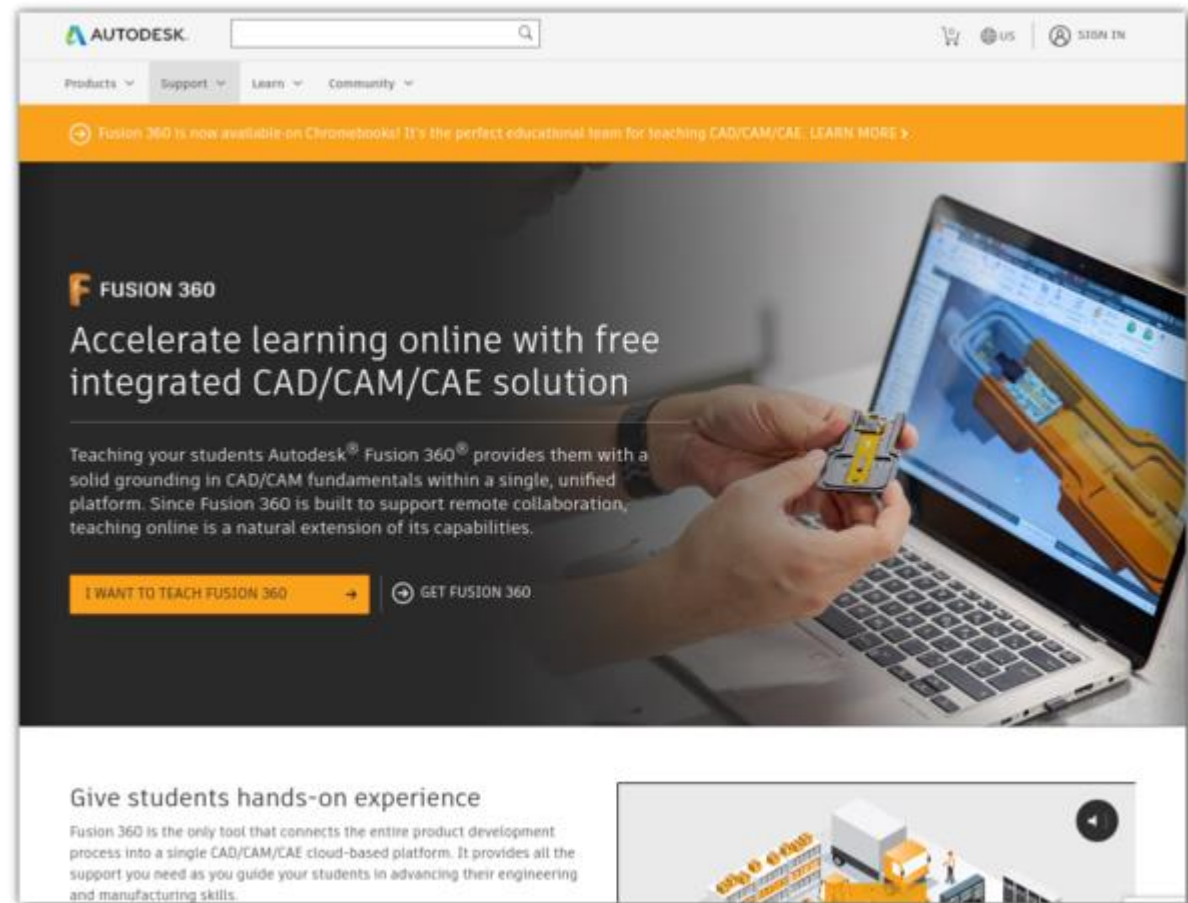 AUTODESK.
0
US
SIGN IN
Products
Support
Learn
Community
Fusion 360 is now available on Chromebooks! It's the perfect educational team for teaching CAD/CAM/CAE. LEARN MORE >
FUSION 360
Accelerate learning online with free
integrated CAD/CAM/CAE solution
Teaching your students Autodesk® Fusion 360® provides them with a
solid grounding in CAD/CAM fundamentals within a single, unified
platform. Since Fusion 360 is built to support remote collaboration,
teaching online is a natural extension of its capabilities.
I WANT TO TEACH FUSION 360
GET FUSION 360
Give students hands-on experience
Fusion 360 is the only tool that connects the entire product development
process into a single CAD/CAM/CAE cloud-based platform. It provides all the
support you need as you guide your students in advancing their engineering
and manufacturing skills.